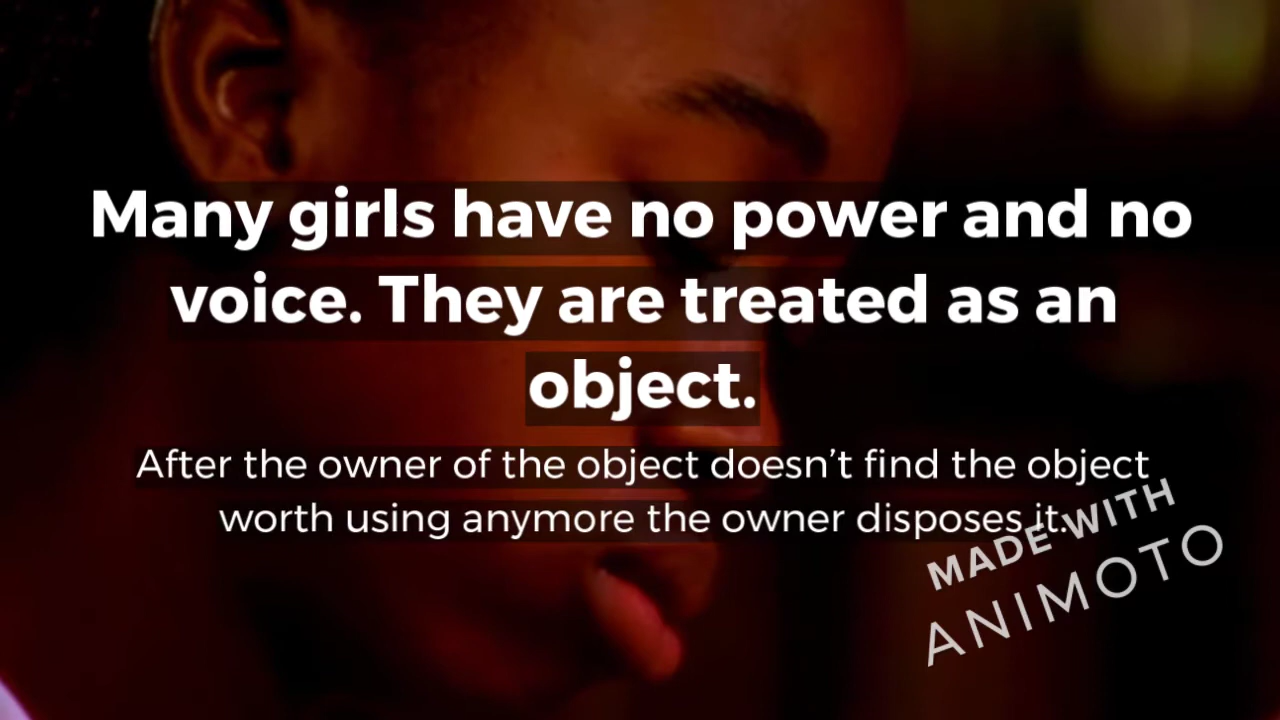 Many girls have no power and no
voice. They are treated as an
object.
After the owner of the object doesn’t find the object
worth using anymore the owner disposes it.
MADE WITH
ANIMOTO